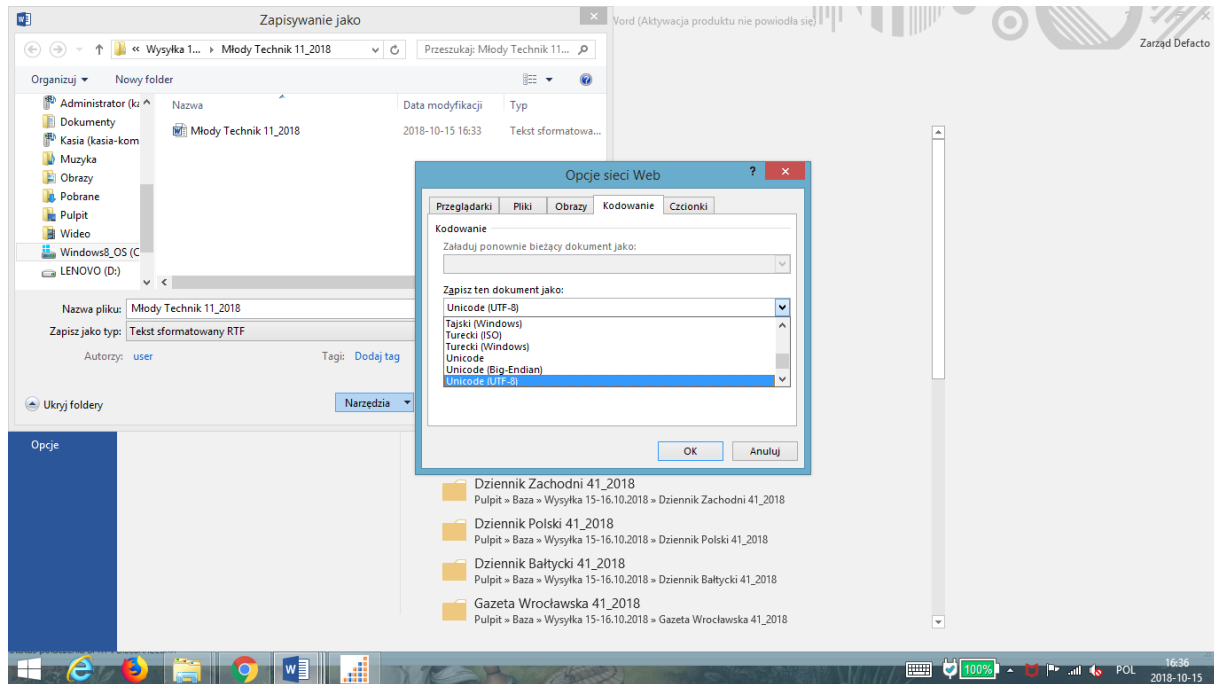 Zapisywanie jako
Word (Aktywacja produktu nie powiodła się)
Zarząd Defacto
« Wysyłka 1... Młody Technik 11_2018
Przeszukaj: Młody Technik 11...
Organizuj Nowy folder
Administrator (ka
Dokumenty
Kasia (kasia-kom
Muzyka
Obrazy
Pobrane
Pulpit
Wideo
Windows8_OS (C
LENOVO (D:)
Nazwa Data modyfikacji Typ
Młody Technik 11_2018 2018-10-15 16:33 Tekst sformatowa...
Nazwa pliku: Młody Technik 11_2018
Zapisz jako typ: Tekst sformatowany RTF
Autorzy: user Tagi: Dodaj tag
Ukryj foldery Narzędzia
Opcje sieci Web
Przeglądarki Pliki Obrazy Kodowanie Czcionki
Kodowanie
Załaduj ponownie bieżący dokument jako:
Zapisz ten dokument jako:
Unicode (UTF-8)
Tajski (Windows)
Turecki (ISO)
Turecki (Windows)
Unicode
Unicode (Big-Endian)
Unicode (UTF-8)
OK Anuluj
Opcje
Dziennik Zachodni 41_2018
Pulpit » Baza » Wysyłka 15-16.10.2018 » Dziennik Zachodni 41_2018
Dziennik Polski 41_2018
Pulpit » Baza » Wysyłka 15-16.10.2018 » Dziennik Polski 41_2018
Dziennik Bałtycki 41_2018
Pulpit » Baza » Wysyłka 15-16.10.2018 » Dziennik Bałtycki 41_2018
Gazeta Wrocławska 41_2018
Pulpit » Baza » Wysyłka 15-16.10.2018 » Gazeta Wrocławska 41_2018
100% POL 16:36
2018-10-15